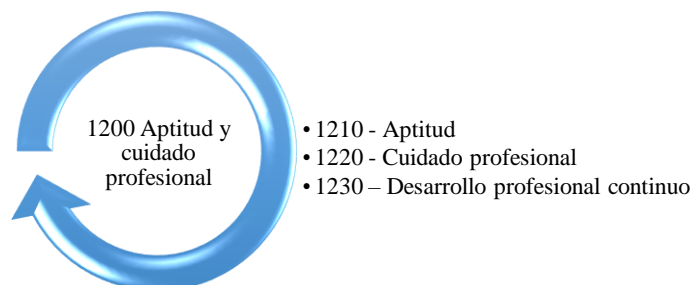 1200 Aptitud y
cuidado
profesional
• 1210 - Aptitud
• 1220 - Cuidado profesional
• 1230 – Desarrollo profesional continuo